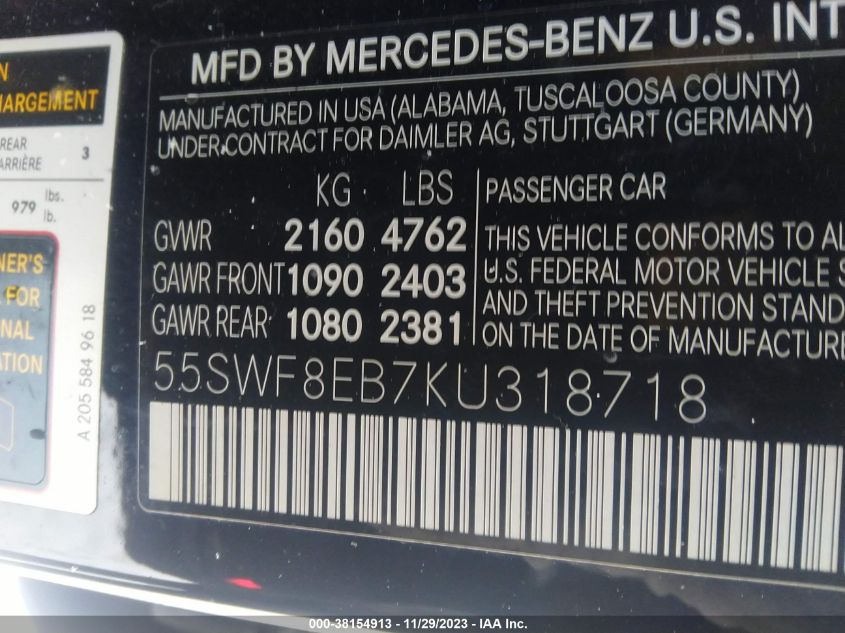 N
HARGEMENT
REAR
ARRIÈRE 3
979 lbs.
lb.
NER'S
FOR
ONAL
ATION
A 205 584 96 18
MFD BY MERCEDES-BENZ U.S. INT
MANUFACTURED IN USA (ALABAMA, TUSCALOOSA COUNTY)
UNDER CONTRACT FOR DAIMLER AG, STUTTGART (GERMANY)
KG LBS
GVWR 2160 4762
GAWR FRONT 1090 2403
GAWR REAR 1080 2381
PASSENGER CAR
THIS VEHICLE CONFORMS TO AL
U.S. FEDERAL MOTOR VEHICLE S
AND THEFT PREVENTION STAND
ON THE DATE OF MANUFACTURE
55SWF8EB7KU318718
000-38154913 - 11/29/2023 - IAA Inc.